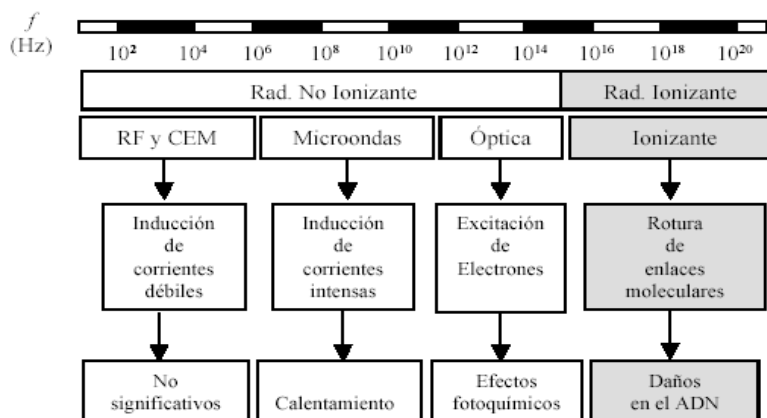 f
(Hz)
10² 10⁴ 10⁶ 10⁸ 10¹⁰ 10¹² 10¹⁴ 10¹⁶ 10¹⁸ 10²⁰
Rad. No Ionizante Rad. Ionizante
RF y CEM Microondas Óptica Ionizante
Inducción
de
corrientes
débiles
Inducción
de
corrientes
intensas
Excitación
de
Electrones
Rotura
de
enlaces
moleculares
No
significativos
Calentamiento
Efectos
fotoquímicos
Daños
en el ADN